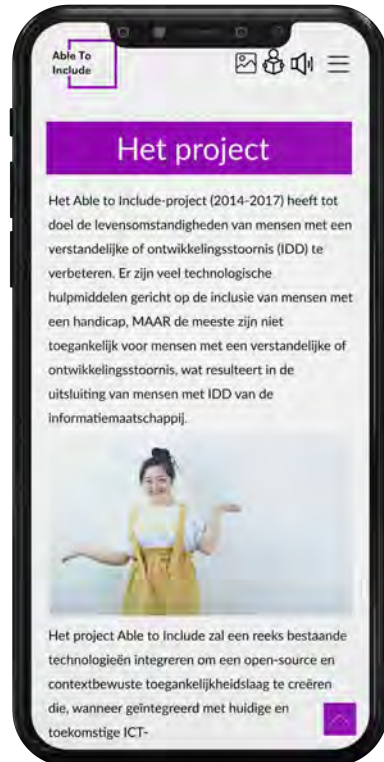 Able To
Include
Het project
Het Able to Include-project (2014-2017) heeft tot
doel de levensomstandigheden van mensen met een
verstandelijke of ontwikkelingsstoornis (IDD) te
verbeteren. Er zijn veel technologische
hulpmiddelen gericht op de inclusie van mensen met
een handicap, MAAR de meeste zijn niet
toegankelijk voor mensen met een verstandelijke of
ontwikkelingsstoornis, wat resulteert in de
uitsluiting van mensen met IDD van de
informatiemaatschappij.
Het project Able to Include zal een reeks bestaande
technologieën integreren om een open-source en
contextbewuste toegankelijkheidslaag te creëren
die, wanneer geïntegreerd met huidige en
toekomstige ICT-